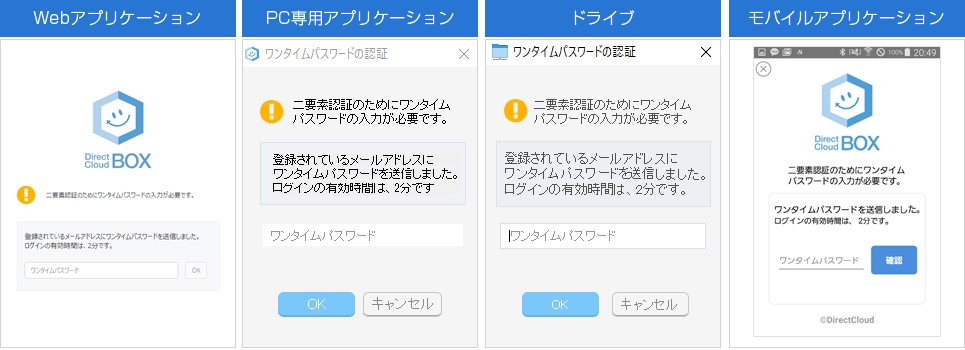 Webアプリケーション
Direct
Cloud BOX
二要素認証のためにワンタイムパスワードの入力が必要です。
登録されているメールアドレスにワンタイムパスワードを送信しました。
ログインの有効時間は、2分です。
ワンタイムパスワード
OK
PC専用アプリケーション
ワンタイムパスワードの認証
二要素認証のためにワンタイム
パスワードの入力が必要です。
登録されているメールアドレスに
ワンタイムパスワードを送信しました。
ログインの有効時間は、2分です
ワンタイムパスワード
OK
キャンセル
ドライブ
ワンタイムパスワードの認証
二要素認証のためにワンタイム
パスワードの入力が必要です。
登録されているメールアドレスに
ワンタイムパスワードを送信しました。
ログインの有効時間は、2分です。
ワンタイムパスワード
OK
キャンセル
モバイルアプリケーション
100% 20:49
Direct
Cloud BOX
二要素認証のためにワンタイム
パスワードの入力が必要です。
ワンタイムパスワードを送信しました。
ログインの有効時間は、2分です。
ワンタイムパスワード
確認
©DirectCloud